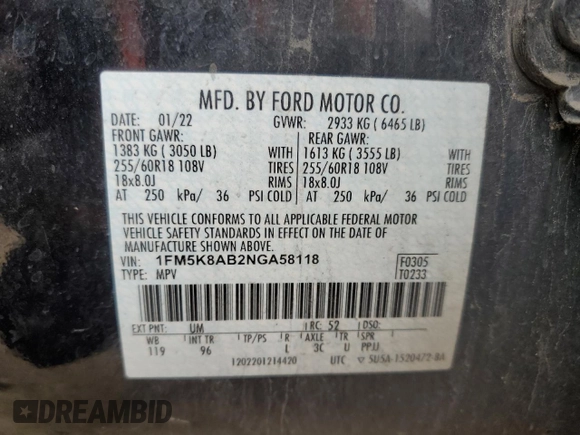 MFD. BY FORD MOTOR CO.
DATE: 01/22 GVWR: 2933 KG ( 6465 LB)
FRONT GAWR: REAR GAWR:
1383 KG ( 3050 LB) WITH 1613 KG ( 3555 LB) WITH
255/60R18 108V TIRES 255/60R18 108V TIRES
18x8.0J RIMS 18x8.0J RIMS
AT 250 kPa/ 36 PSI COLD AT 250 kPa/ 36 PSI COLD
THIS VEHICLE CONFORMS TO ALL APPLICABLE FEDERAL MOTOR
VEHICLE SAFETY STANDARDS IN EFFECT ON THE DATE OF
MANUFACTURE SHOWN ABOVE.
VIN: 1FM5K8AB2NGA58118 F0305
TYPE: MPV T0233
EXT PNT: UM RC: 52 DSO:
WB INT TR TP/PS R AXLE TR SPR
119 96 L 3C U PPJJ
1202201214420 UTC
DREAMBID